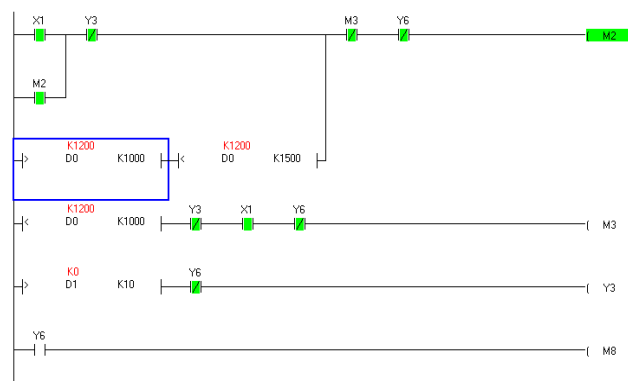 X1 Y3 M3 Y6
( M2
M2
K1200 K1200
> D0 K1000 < D0 K1500
K1200 Y3 X1 Y6
< D0 K1000 ( M3
K0 Y6
> D1 K10 ( Y3
Y6
( M8